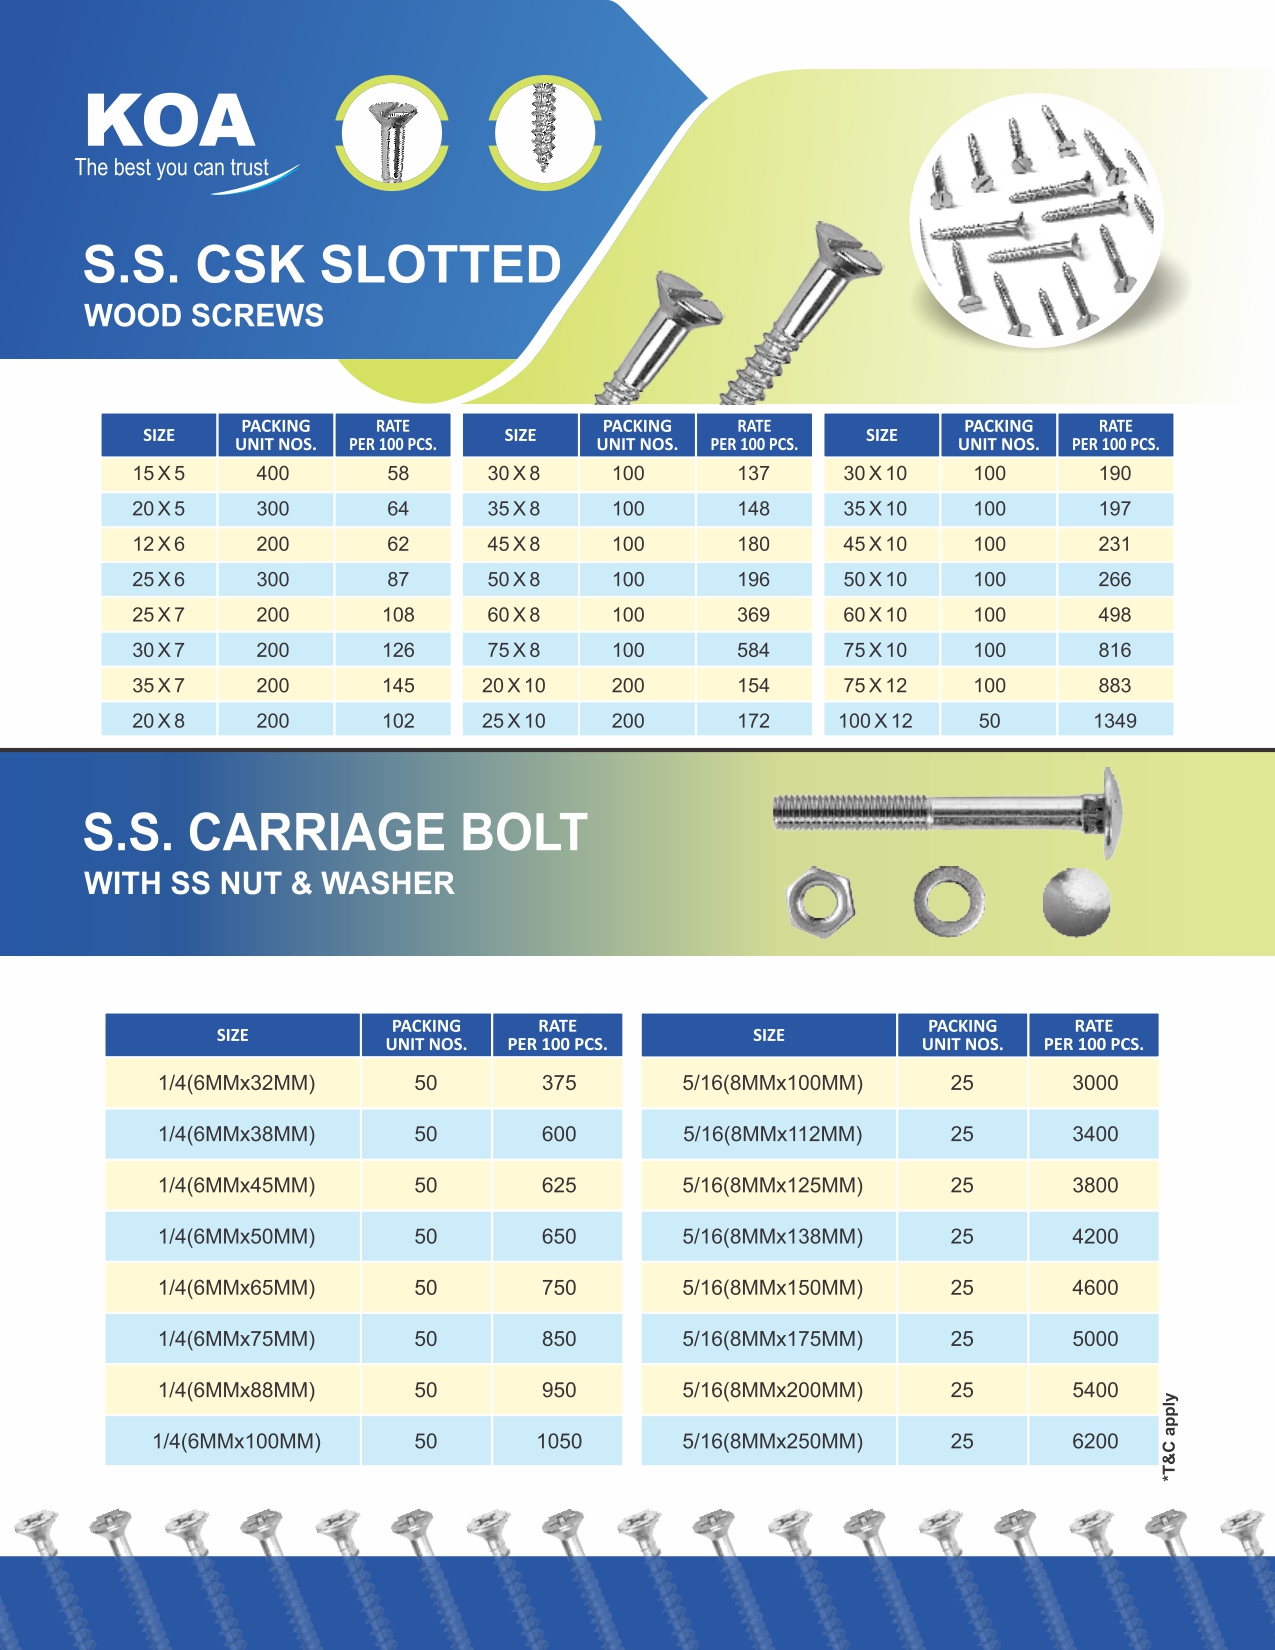 KOA
The best you can trust
S.S. CSK SLOTTED
WOOD SCREWS
SIZE PACKING UNIT NOS. RATE PER 100 PCS. SIZE PACKING UNIT NOS. RATE PER 100 PCS. SIZE PACKING UNIT NOS. RATE PER 100 PCS.
15 X 5 400 58 30 X 8 100 137 30 X 10 100 190
20 X 5 300 64 35 X 8 100 148 35 X 10 100 197
12 X 6 200 62 45 X 8 100 180 45 X 10 100 231
25 X 6 300 87 50 X 8 100 196 50 X 10 100 266
25 X 7 200 108 60 X 8 100 369 60 X 10 100 498
30 X 7 200 126 75 X 8 100 584 75 X 10 100 816
35 X 7 200 145 20 X 10 200 154 75 X 12 100 883
20 X 8 200 102 25 X 10 200 172 100 X 12 50 1349
S.S. CARRIAGE BOLT
WITH SS NUT & WASHER
SIZE PACKING UNIT NOS. RATE PER 100 PCS. SIZE PACKING UNIT NOS. RATE PER 100 PCS.
1/4(6MMx32MM) 50 375 5/16(8MMx100MM) 25 3000
1/4(6MMx38MM) 50 600 5/16(8MMx112MM) 25 3400
1/4(6MMx45MM) 50 625 5/16(8MMx125MM) 25 3800
1/4(6MMx50MM) 50 650 5/16(8MMx138MM) 25 4200
1/4(6MMx65MM) 50 750 5/16(8MMx150MM) 25 4600
1/4(6MMx75MM) 50 850 5/16(8MMx175MM) 25 5000
1/4(6MMx88MM) 50 950 5/16(8MMx200MM) 25 5400
1/4(6MMx100MM) 50 1050 5/16(8MMx250MM) 25 6200
*T&C apply